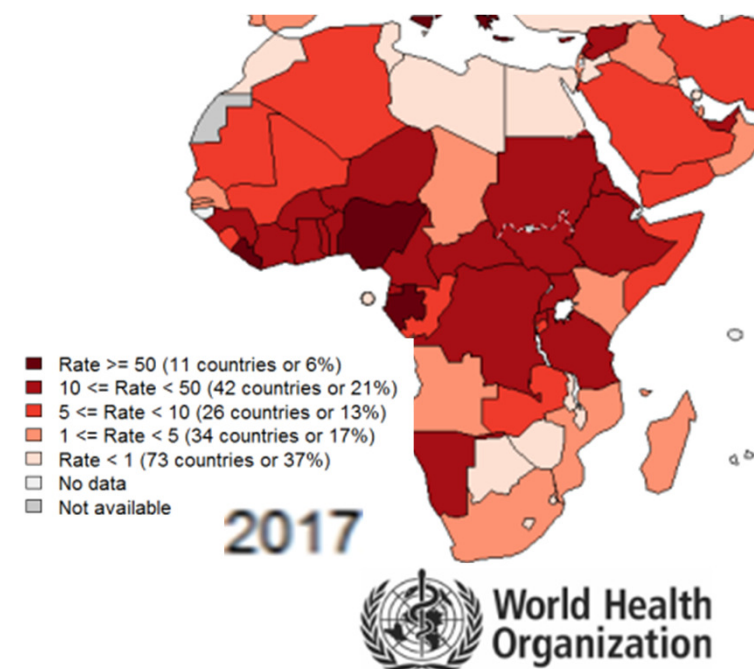 Rate >= 50 (11 countries or 6%)
10 <= Rate < 50 (42 countries or 21%)
5 <= Rate < 10 (26 countries or 13%)
1 <= Rate < 5 (34 countries or 17%)
Rate < 1 (73 countries or 37%)
No data
Not available
2017
World Health
Organization